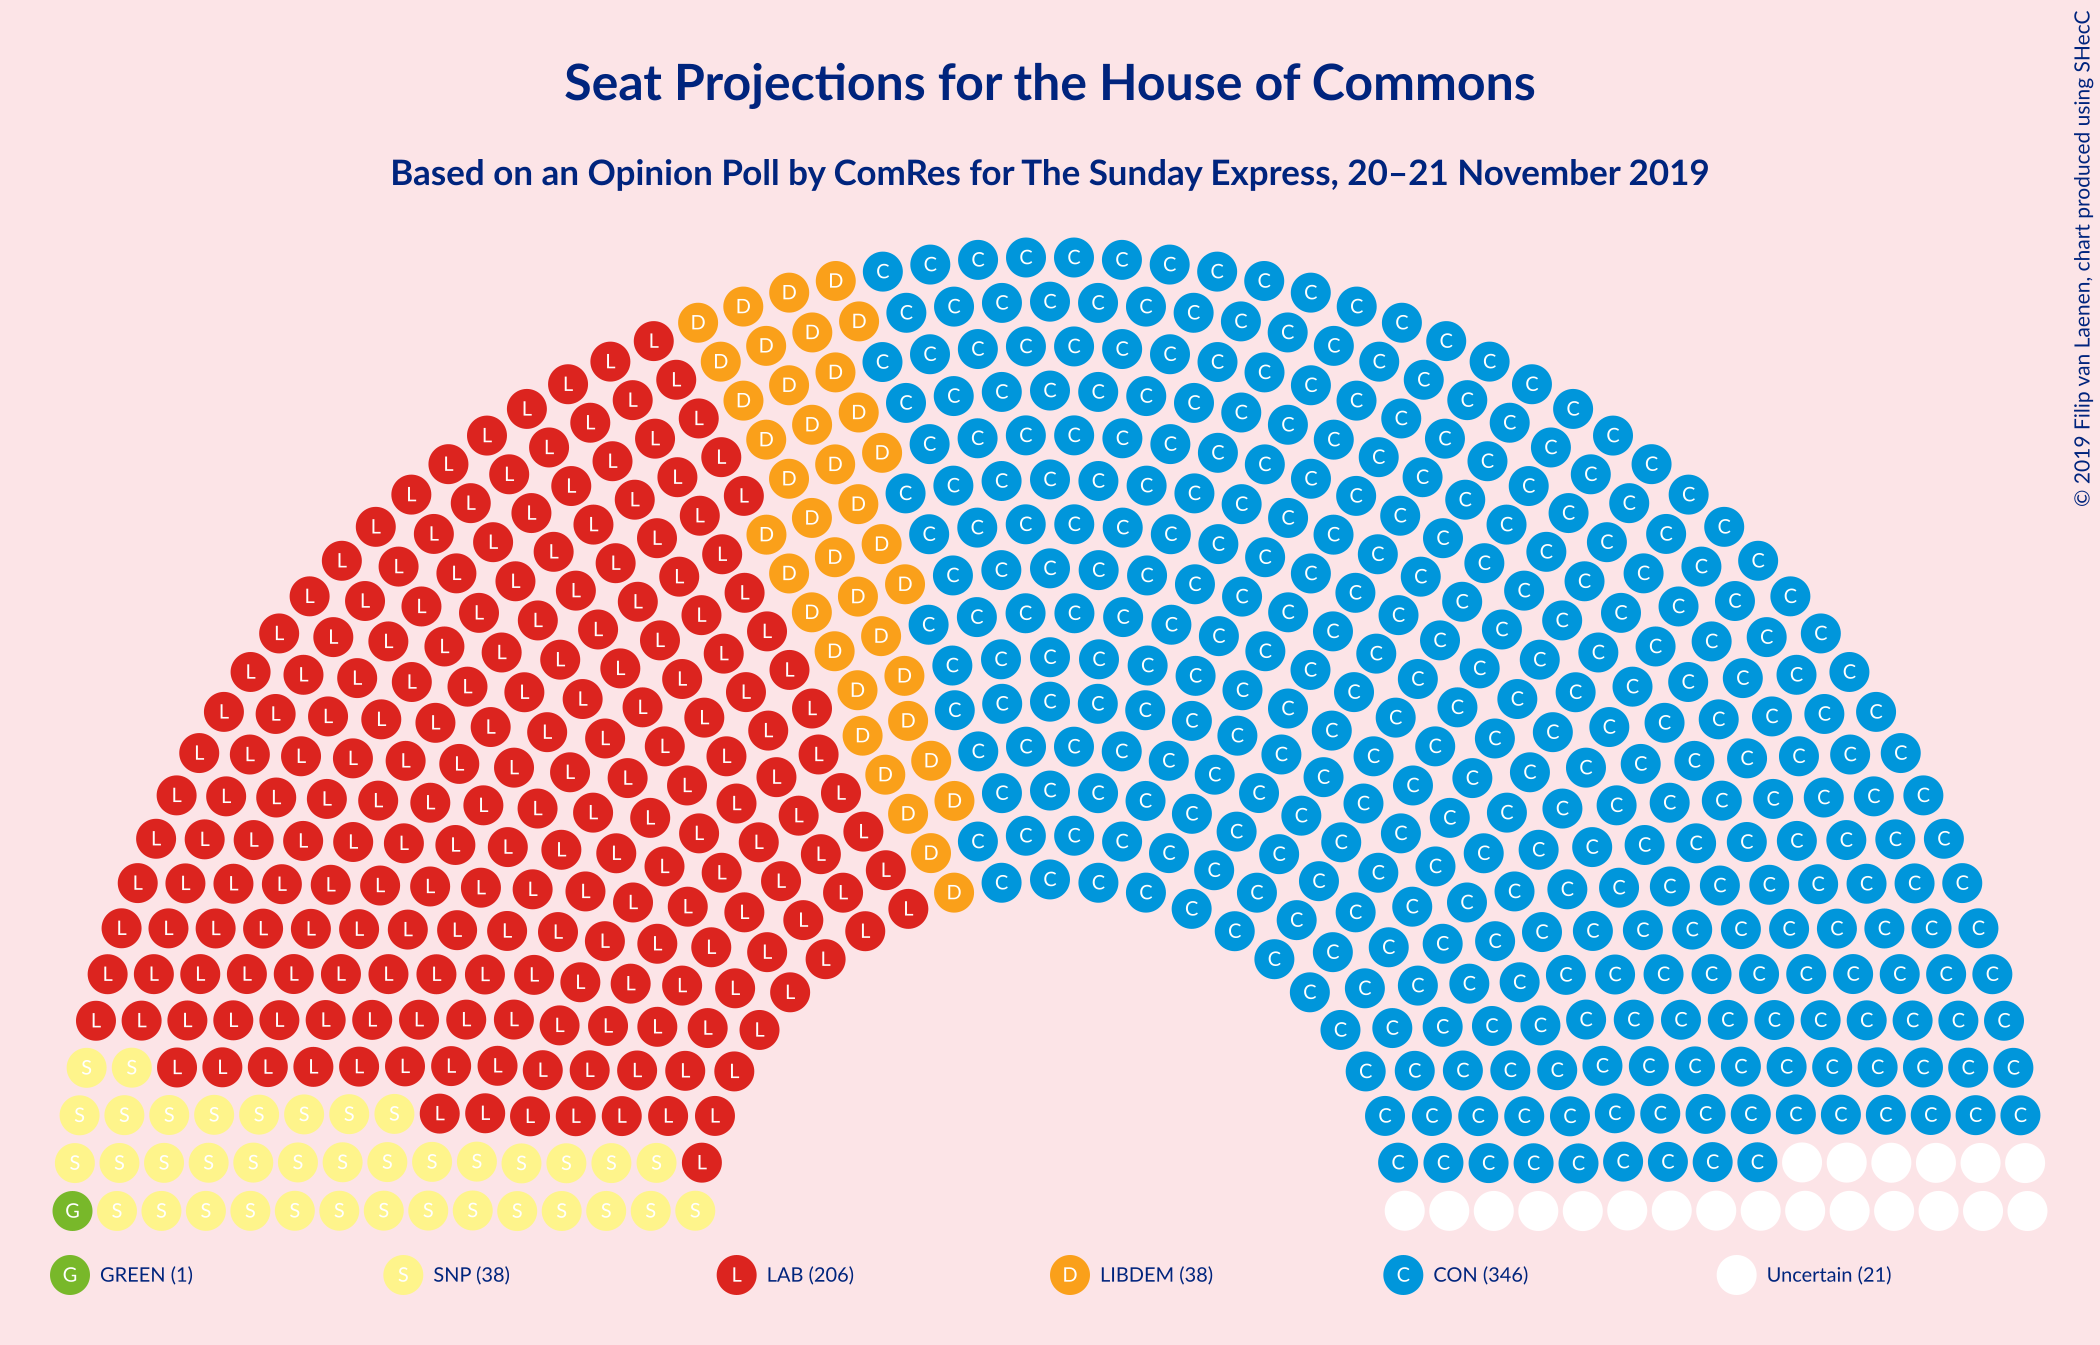 Seat Projections for the House of Commons
Based on an Opinion Poll by ComRes for The Sunday Express, 20–21 November 2019
© 2019 Filip van Laenen, chart produced using SHecC
G GREEN (1) S SNP (38) L LAB (206) D LIBDEM (38) C CON (346) Uncertain (21)